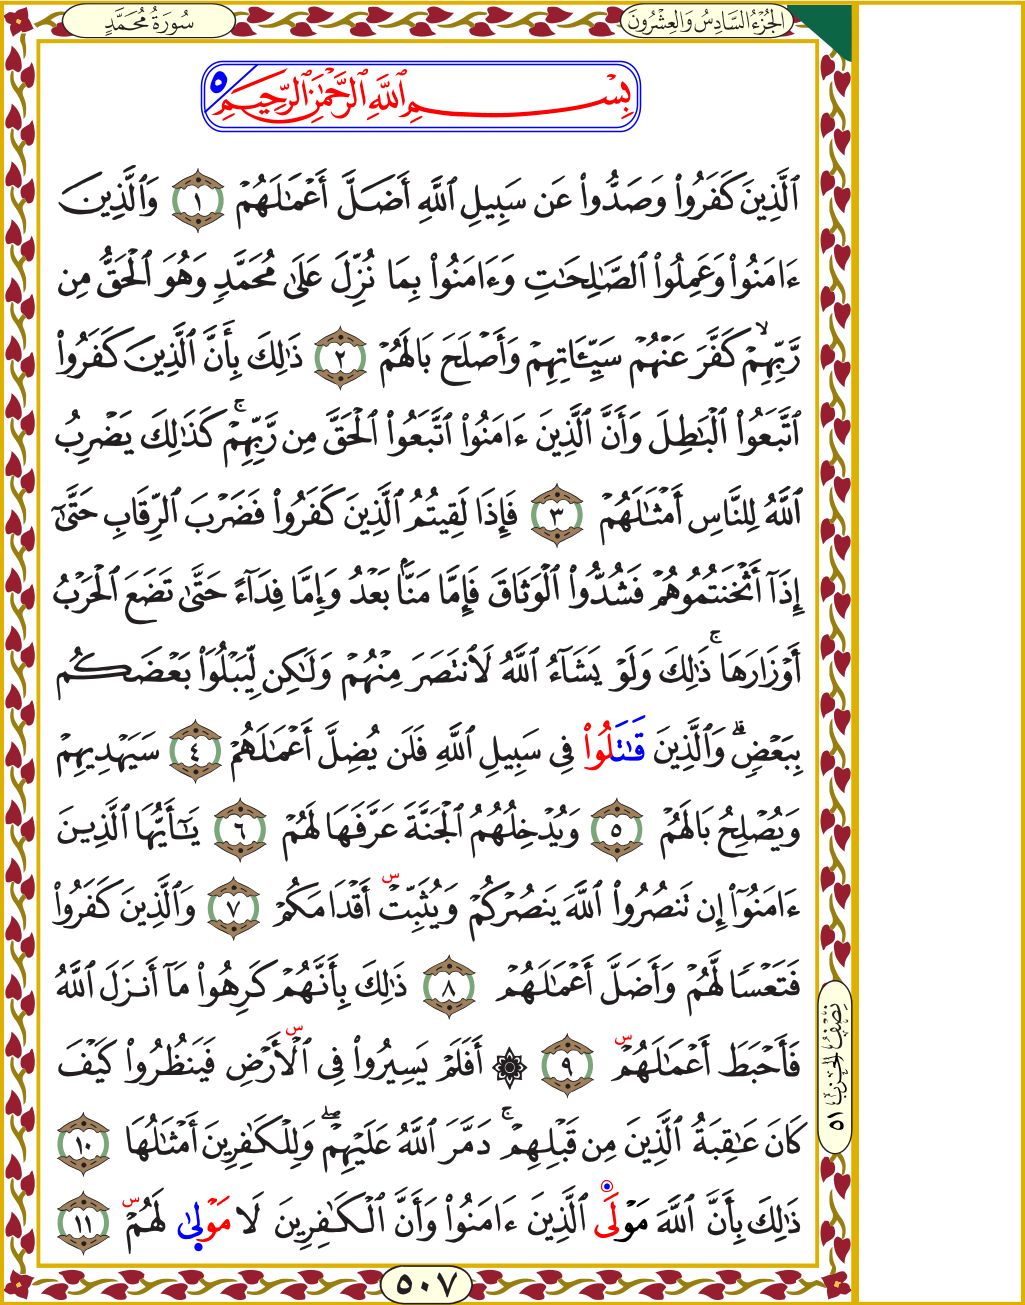 سُورَةُ مُحَمَّدٍ
الجُزْءُ السَّادِسُ وَالعِشْرُونَ
بِسْمِ ٱللَّهِ ٱلرَّحْمَٰنِ ٱلرَّحِيمِ ٥
ٱلَّذِينَ كَفَرُوا۟ وَصَدُّوا۟ عَن سَبِيلِ ٱللَّهِ أَضَلَّ أَعْمَٰلَهُمْ ١ وَٱلَّذِينَ
ءَامَنُوا۟ وَعَمِلُوا۟ ٱلصَّٰلِحَٰتِ وَءَامَنُوا۟ بِمَا نُزِّلَ عَلَىٰ مُحَمَّدٍ وَهُوَ ٱلْحَقُّ مِن
رَّبِّهِمْ ۙ كَفَّرَ عَنْهُمْ سَيِّـَٔاتِهِمْ وَأَصْلَحَ بَالَهُمْ ٢ ذَٰلِكَ بِأَنَّ ٱلَّذِينَ كَفَرُوا۟
ٱتَّبَعُوا۟ ٱلْبَٰطِلَ وَأَنَّ ٱلَّذِينَ ءَامَنُوا۟ ٱتَّبَعُوا۟ ٱلْحَقَّ مِن رَّبِّهِمْ ۚ كَذَٰلِكَ يَضْرِبُ
ٱللَّهُ لِلنَّاسِ أَمْثَٰلَهُمْ ٣ فَإِذَا لَقِيتُمُ ٱلَّذِينَ كَفَرُوا۟ فَضَرْبَ ٱلرِّقَابِ حَتَّىٰٓ
إِذَآ أَثْخَنتُمُوهُمْ فَشُدُّوا۟ ٱلْوَثَاقَ فَإِمَّا مَنًّۢا بَعْدُ وَإِمَّا فِدَآءً حَتَّىٰ تَضَعَ ٱلْحَرْبُ
أَوْزَارَهَا ۚ ذَٰلِكَ وَلَوْ يَشَآءُ ٱللَّهُ لَٱنتَصَرَ مِنْهُمْ وَلَٰكِن لِّيَبْلُوَا۟ بَعْضَكُم
بِبَعْضٍ ۗ وَٱلَّذِينَ قَٰتَلُوا۟ فِى سَبِيلِ ٱللَّهِ فَلَن يُضِلَّ أَعْمَٰلَهُمْ ٤ سَيَهْدِيهِمْ
وَيُصْلِحُ بَالَهُمْ ٥ وَيُدْخِلُهُمُ ٱلْجَنَّةَ عَرَّفَهَا لَهُمْ ٦ يَٰٓأَيُّهَا ٱلَّذِينَ
ءَامَنُوٓا۟ إِن تَنصُرُوا۟ ٱللَّهَ يَنصُرْكُمْ وَيُثَبِّتْ س أَقْدَامَكُمْ ٧ وَٱلَّذِينَ كَفَرُوا۟
فَتَعْسًا لَّهُمْ وَأَضَلَّ أَعْمَٰلَهُمْ ٨ ذَٰلِكَ بِأَنَّهُمْ كَرِهُوا۟ مَآ أَنزَلَ ٱللَّهُ
فَأَحْبَطَ أَعْمَٰلَهُمْ س ٩ ۞ أَفَلَمْ يَسِيرُوا۟ فِى ٱلْأَرْضِ س فَيَنظُرُوا۟ كَيْفَ
كَانَ عَٰقِبَةُ ٱلَّذِينَ مِن قَبْلِهِمْ ۚ دَمَّرَ ٱللَّهُ عَلَيْهِمْ ۖ وَلِلْكَٰفِرِينَ أَمْثَٰلُهَا ١٠
ذَٰلِكَ بِأَنَّ ٱللَّهَ مَوْلَى ٱلَّذِينَ ءَامَنُوا۟ وَأَنَّ ٱلْكَٰفِرِينَ لَا مَوْلَىٰ لَهُمْ س ١١
نِصْفُ الحِزْبِ ٥١
٥٠٧